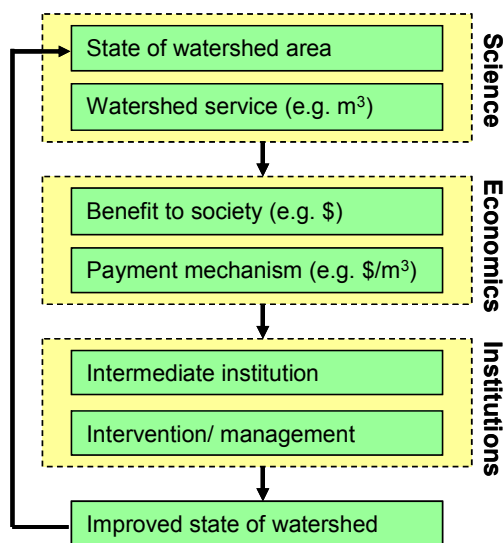 State of watershed area
Watershed service (e.g. m³)
Science
Benefit to society (e.g. $)
Payment mechanism (e.g. $/m³)
Economics
Intermediate institution
Intervention/ management
Institutions
Improved state of watershed